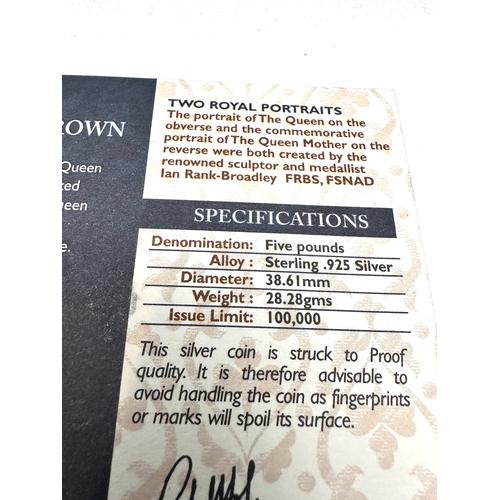 ROWN
Queen
ueen
TWO ROYAL PORTRAITS
The portrait of The Queen on the
obverse and the commemorative
portrait of The Queen Mother on the
reverse were both created by the
renowned sculptor and medallist
Ian Rank-Broadley FRBS, FSNAD
SPECIFICATIONS
Denomination: Five pounds
Alloy: Sterling .925 Silver
Diameter: 38.61mm
Weight: 28.28gms
Issue Limit: 100,000
This silver coin is struck to Proof
quality. It is therefore advisable to
avoid handling the coin as fingerprints
or marks will spoil its surface.